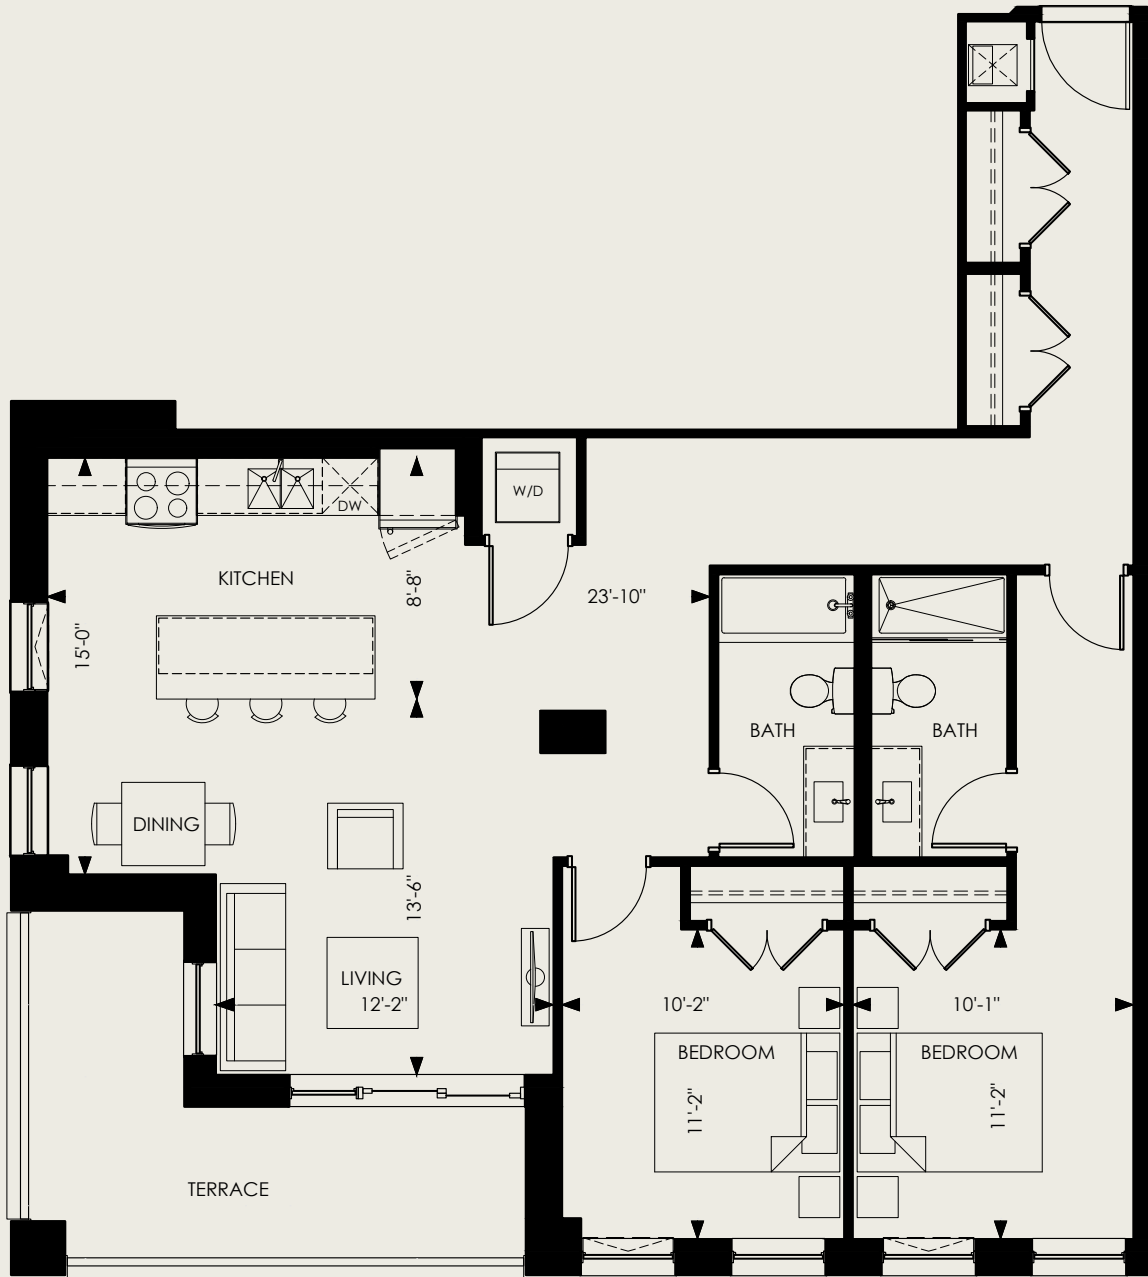 W/D
DW
KITCHEN
8'-8"
23'-10"
15'-0"
BATH
BATH
DINING
13'-6"
LIVING
12'-2"
10'-2"
10'-1"
BEDROOM
BEDROOM
11'-2"
11'-2"
TERRACE